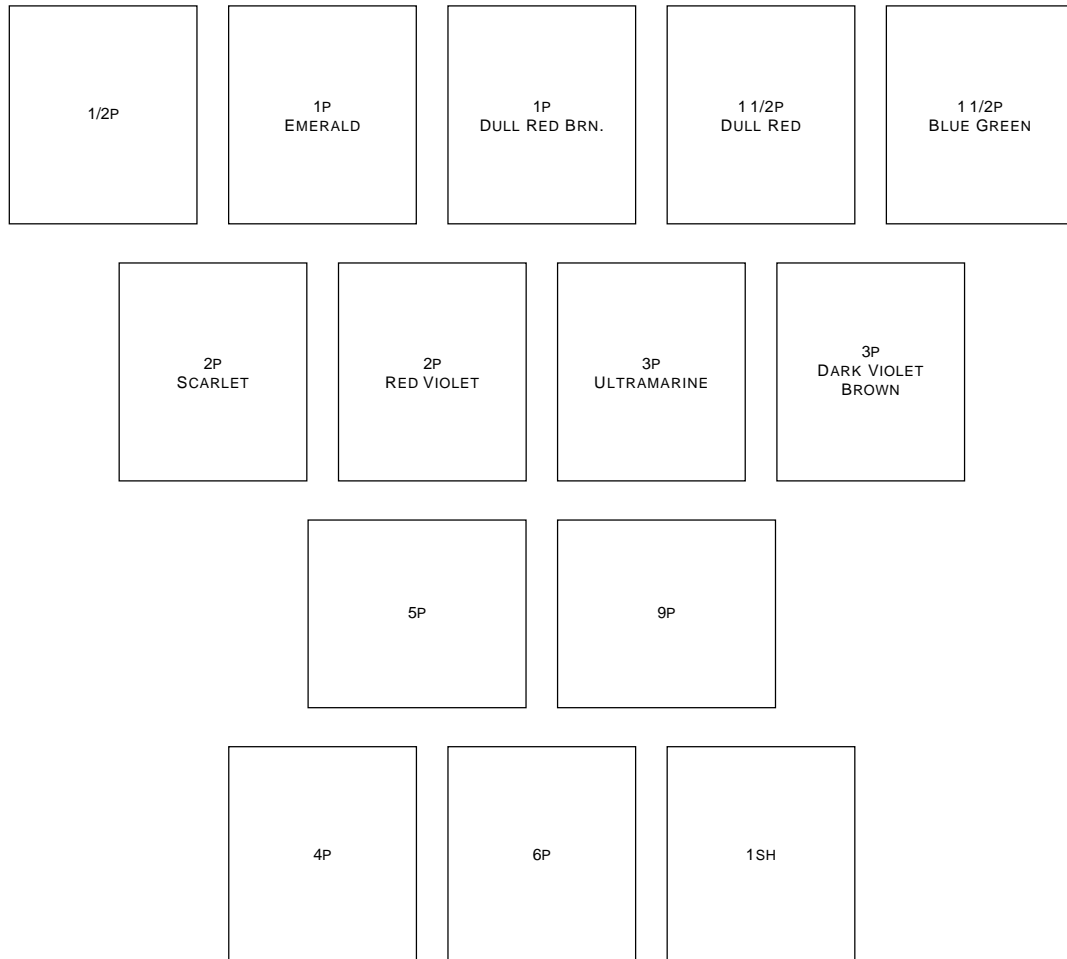 1/2P
1P
EMERALD
1P
DULL RED BRN.
1 1/2P
DULL RED
1 1/2P
BLUE GREEN
2P
SCARLET
2P
RED VIOLET
3P
ULTRAMARINE
3P
DARK VIOLET
BROWN
5P
9P
4P
6P
1SH